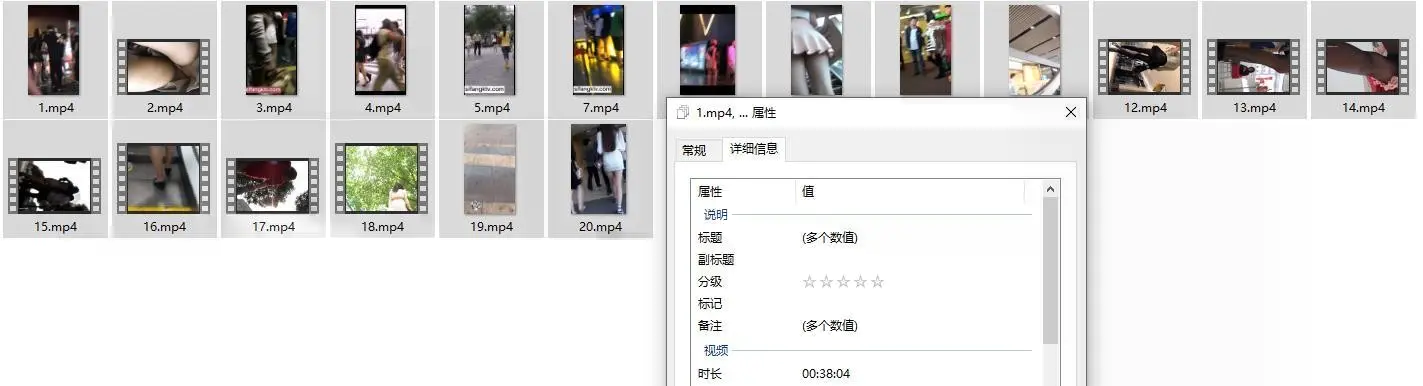 sifangktv.com
sifangktv.com
sifangktv.com
1.mp4
2.mp4
3.mp4
4.mp4
5.mp4
7.mp4
12.mp4
13.mp4
14.mp4
1.mp4, ... 属性
常规
详细信息
属性
值
说明
标题
(多个数值)
副标题
分级
☆☆☆☆☆
标记
备注
(多个数值)
视频
时长
00:38:04
15.mp4
16.mp4
17.mp4
18.mp4
19.mp4
20.mp4